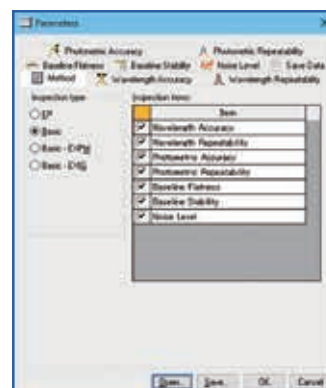 Parameters
Photometric Accuracy
Photometric Repeatability
Baseline Flatness
Baseline Stability
Noise Level
Save Data
Method
Wavelength Accuracy
Wavelength Repeatability
Inspection type
Inspection items
EP
Basic
Item
Wavelength Accuracy
Wavelength Repeatability
Photometric Accuracy
Photometric Repeatability
Baseline Flatness
Baseline Stability
Noise Level
Open...
Save...
OK
Cancel